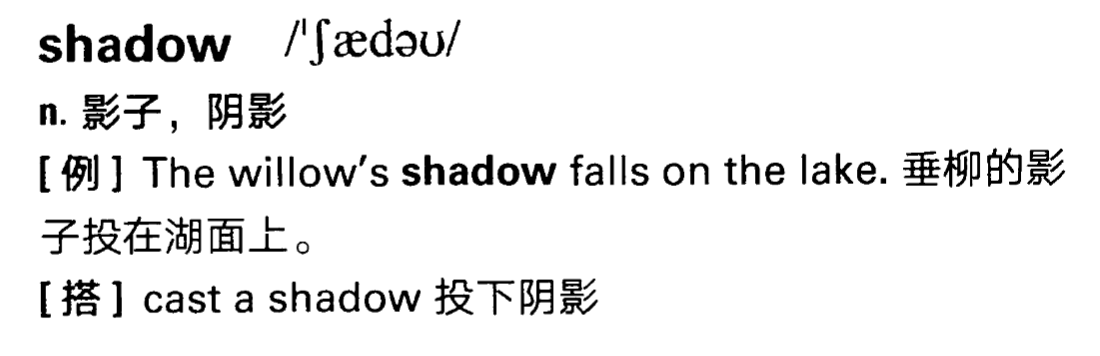 shadow /ˈʃædəʊ/
n. 影子，阴影
[例] The willow's shadow falls on the lake. 垂柳的影
子投在湖面上。
[搭] cast a shadow 投下阴影